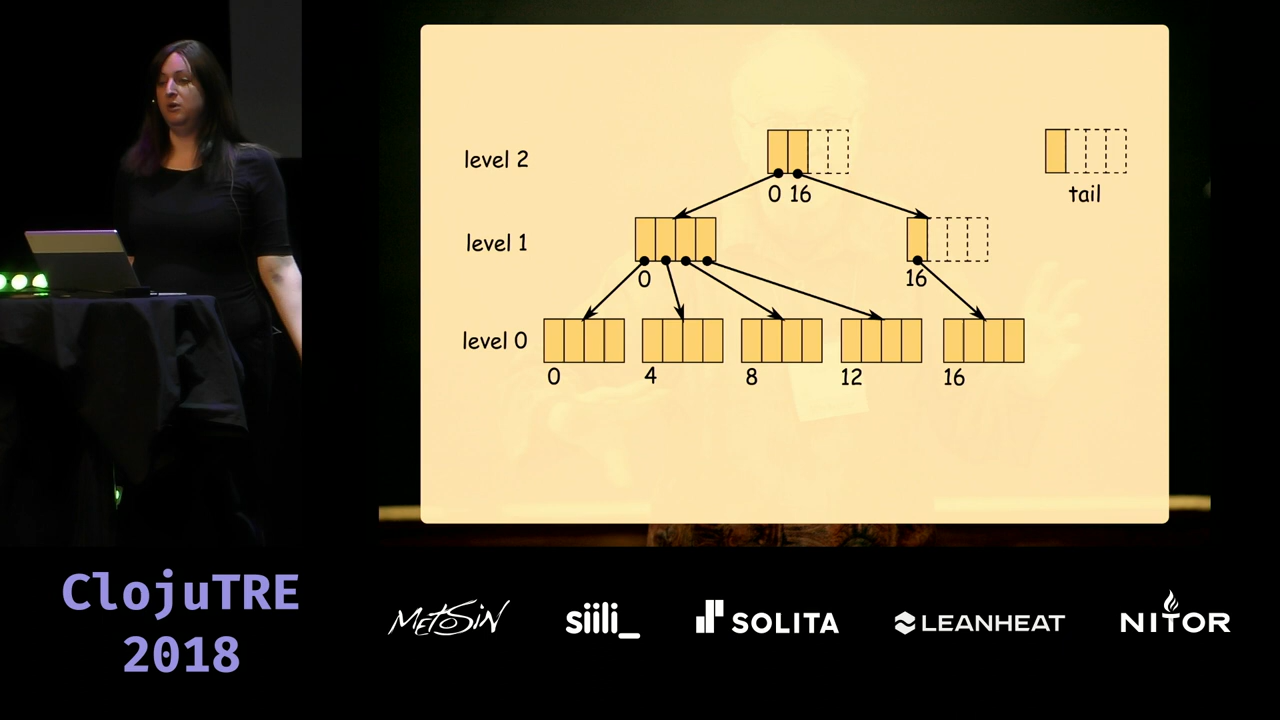 level 2
0 16
tail
level 1
0
16
level 0
0
4
8
12
16
ClojuTRE
2018
METOSIN
siili_
SOLITA
LEANHEAT
NITOR